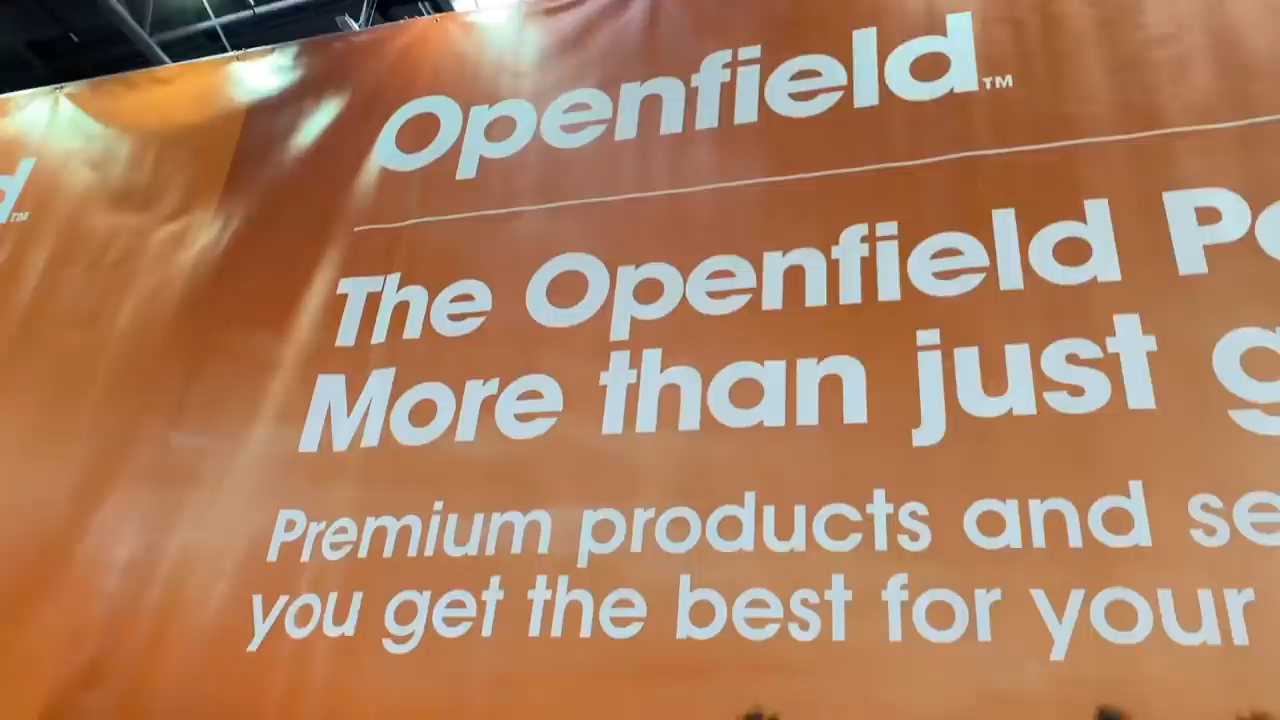 Openfield™
The Openfield
More than just
Premium products and
you get the best for your